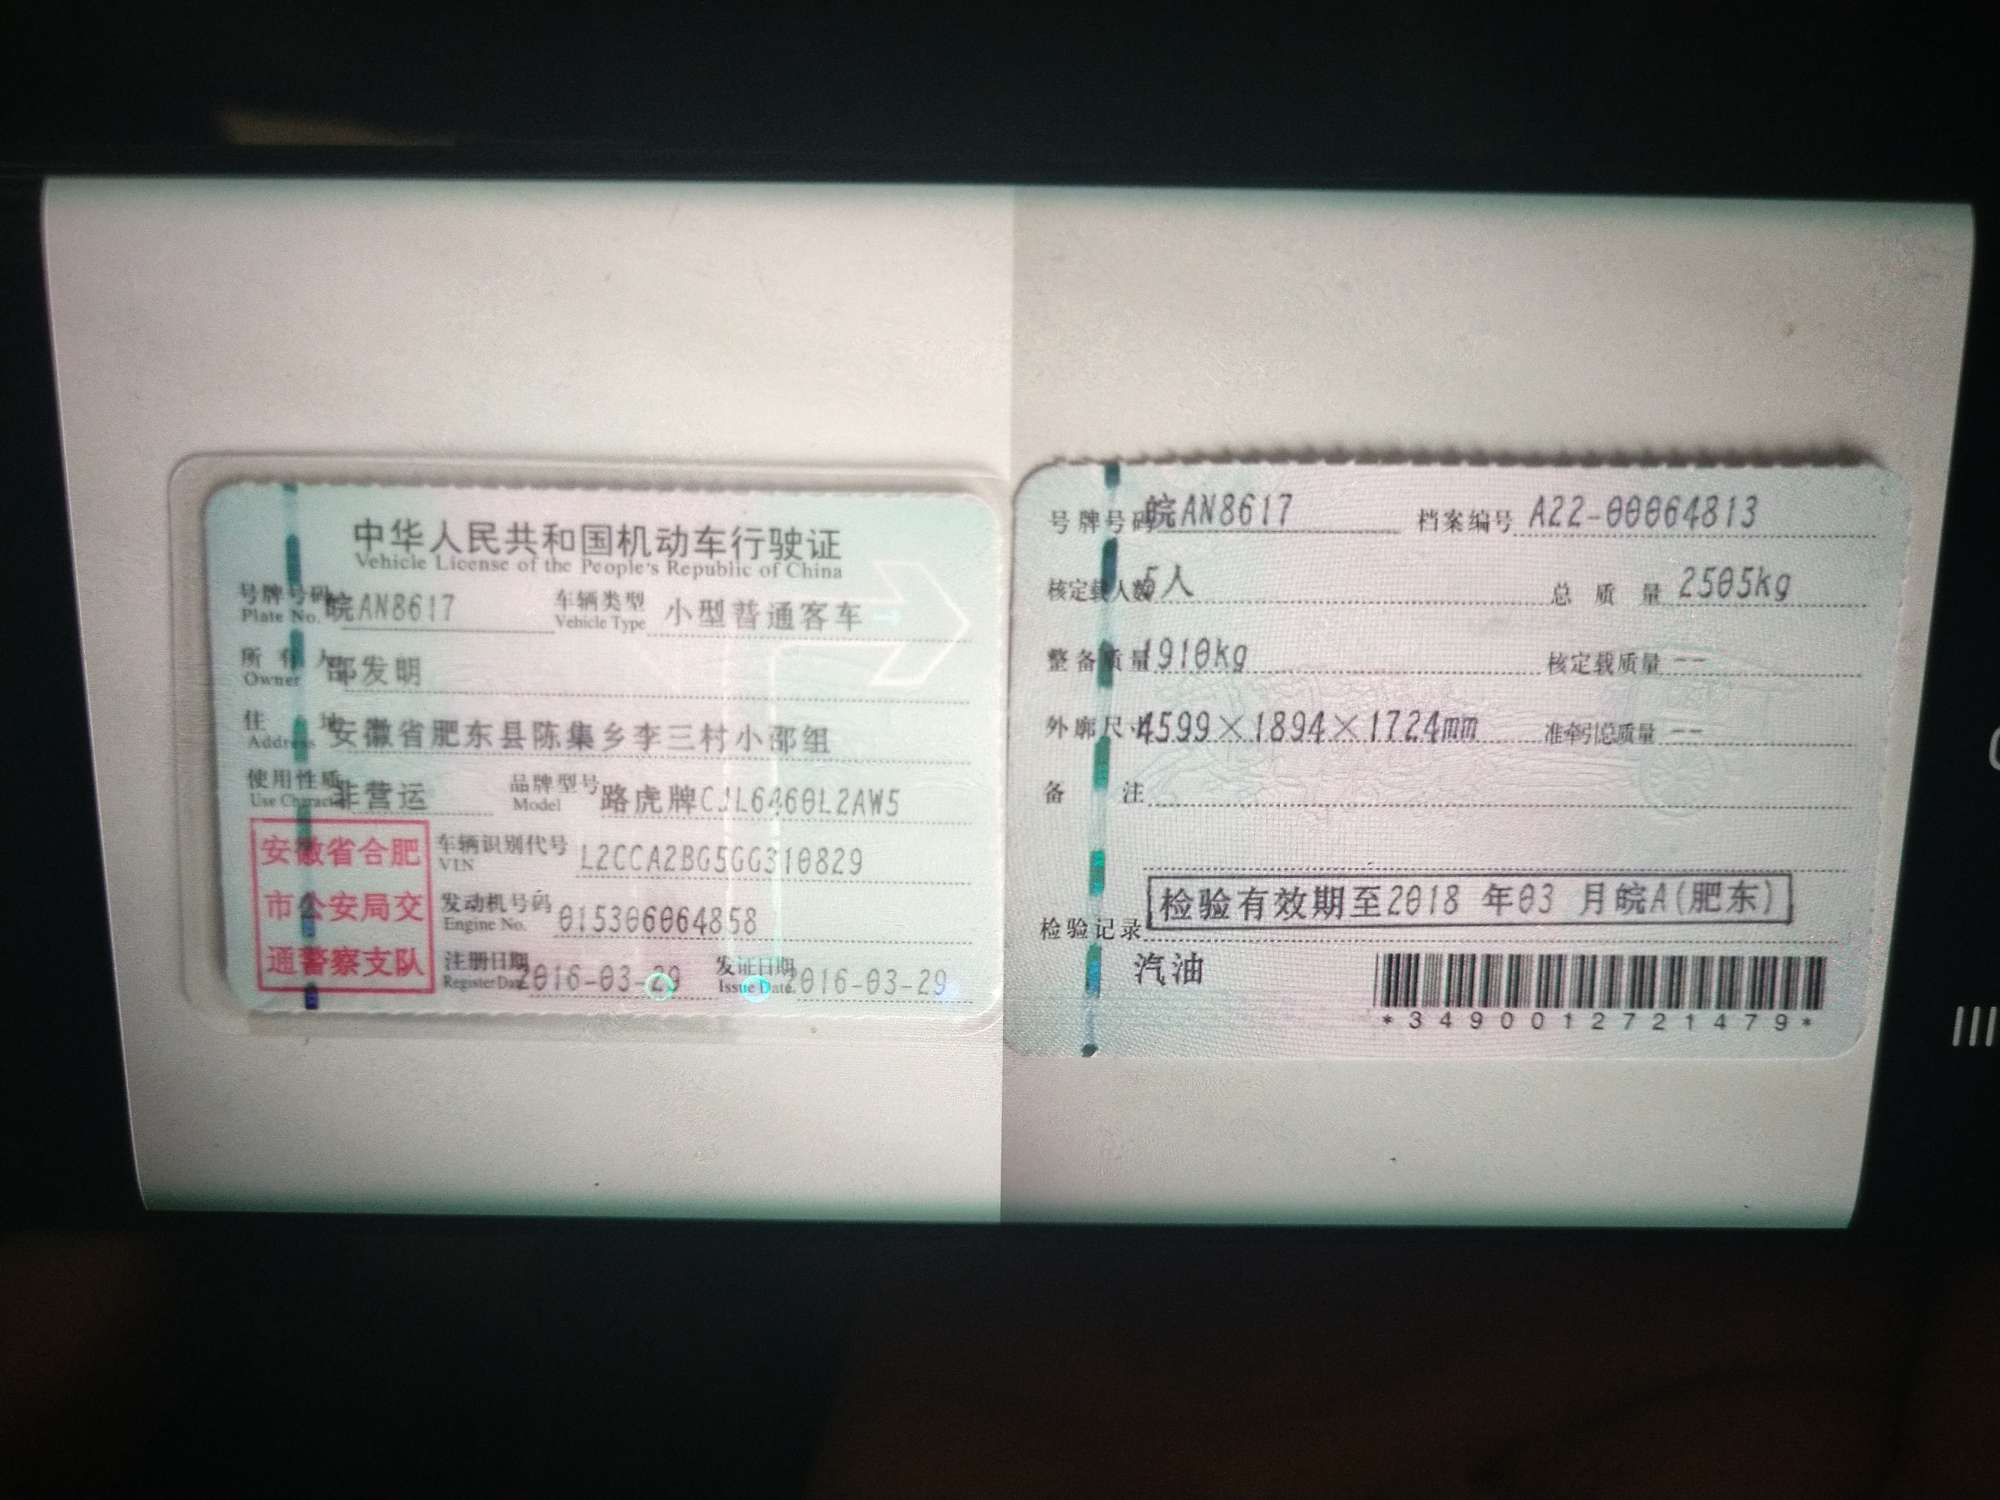 中华人民共和国机动车行驶证
Vehicle License of the People's Republic of China
号牌号码 皖AN8617 车辆类型 小型普通客车
Plate No. Vehicle Type
所有人 邵发明
Owner
住址 安徽省肥东县陈集乡李三村小邵组
Address
使用性质 非营运 品牌型号 路虎牌CJL6460L2AW5
Use Character Model
安徽省合肥
市公安局交
通警察支队
车辆识别代号 L2CCA2BG5GG310829
VIN
发动机号码 015306064858
Engine No.
注册日期 2016-03-29 发证日期 2016-03-29
Register Date Issue Date
号牌号码 皖AN8617 档案编号 A22-00064813
核定载人数 5人 总质量 2505kg
整备质量 1910kg 核定载质量 --
外廓尺寸 4599×1894×1724mm 准牵引总质量 --
备注
检验记录 检验有效期至2018 年03 月皖A(肥东)
汽油
*3490012721479*